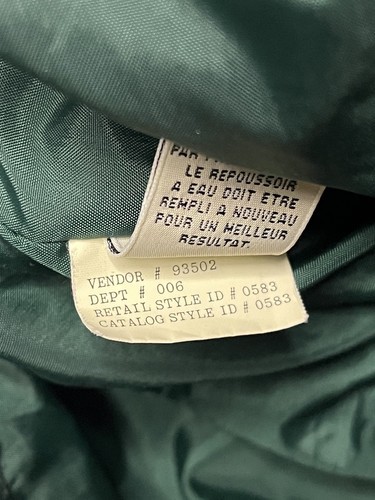 PAR
LE REPOUSSOIR
A EAU DOIT ETRE
REMPLI A NOUVEAU
POUR UN MEILLEUR
RESULTAT.
VENDOR # 93502
DEPT # 006
RETAIL STYLE ID # 0583
CATALOG STYLE ID # 0583